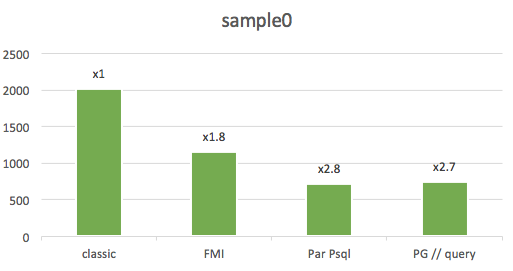 sample0
2500
2000
1500
1000
500
0
x1
x1.8
x2.8
x2.7
classic
FMI
Par Psql
PG // query